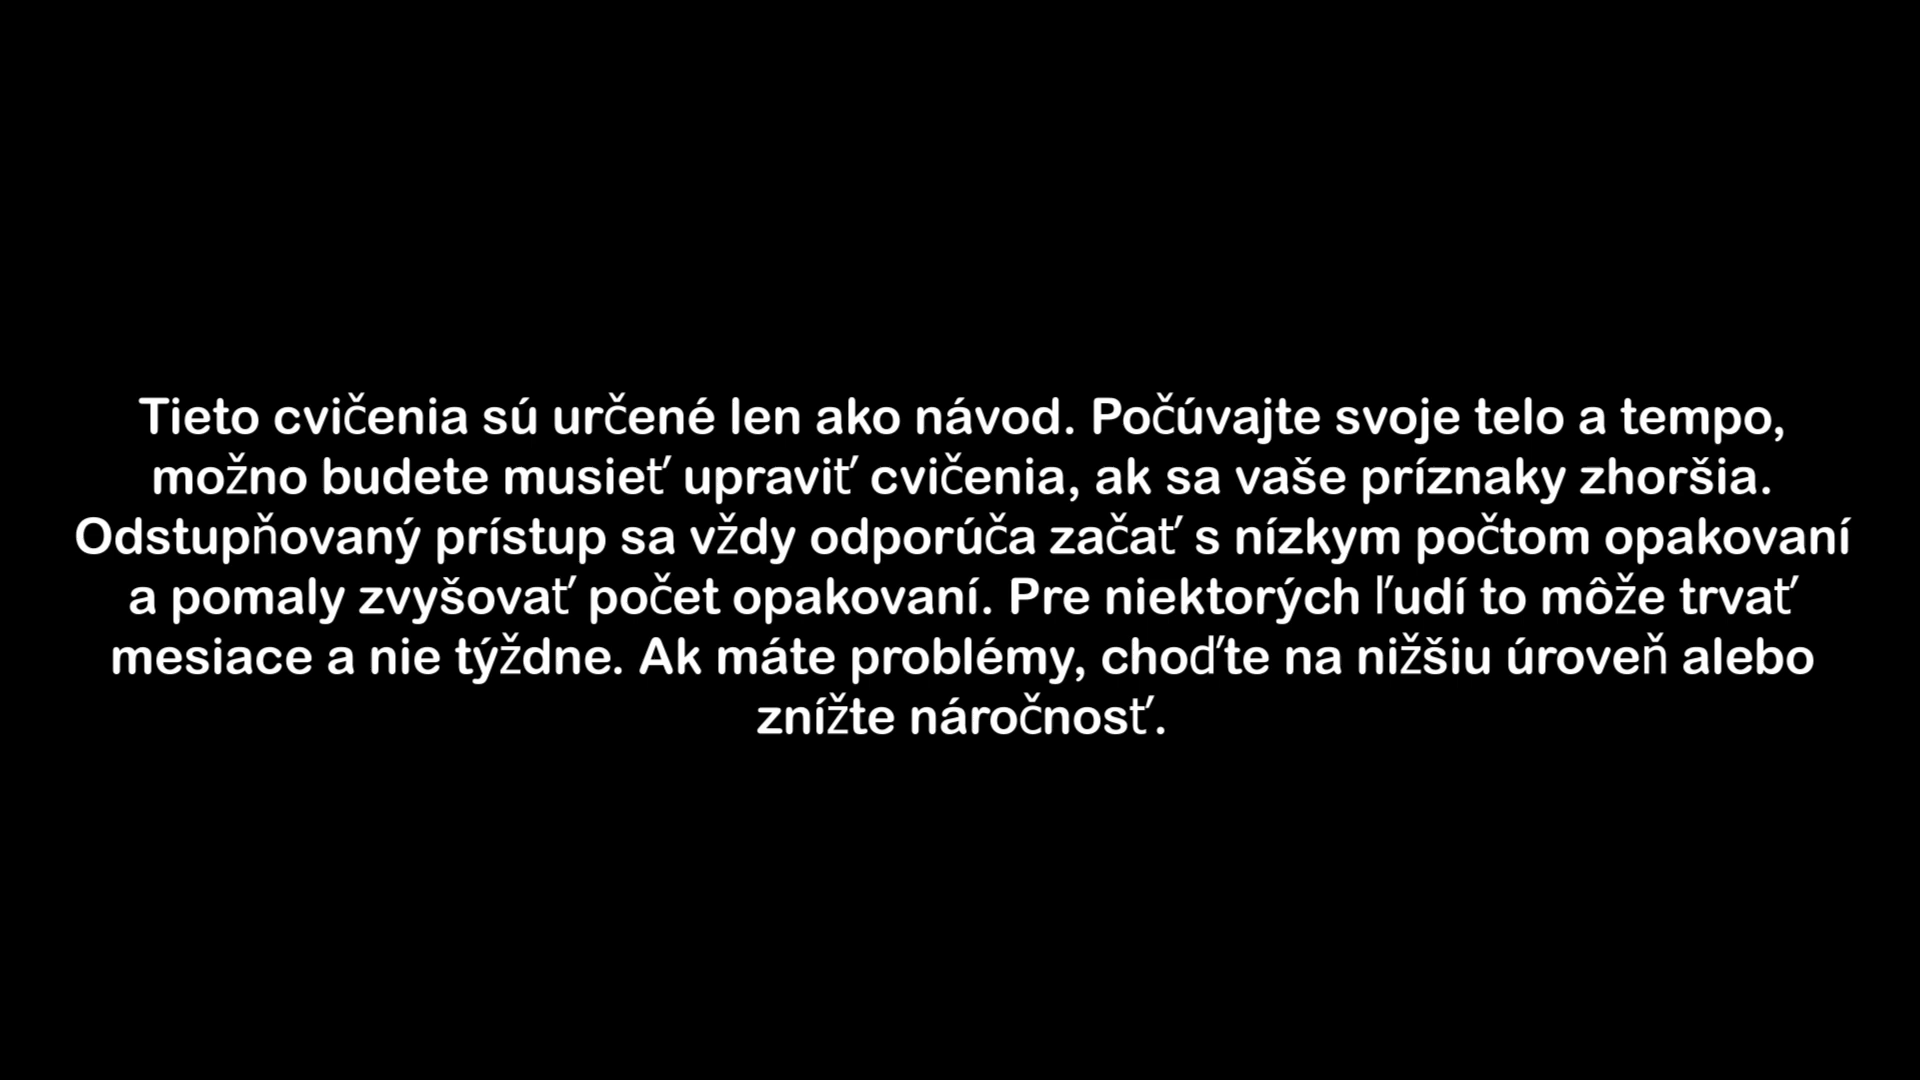 Tieto cvičenia sú určené len ako návod. Počúvajte svoje telo a tempo,
možno budete musieť upraviť cvičenia, ak sa vaše príznaky zhoršia.
Odstupňovaný prístup sa vždy odporúča začať s nízkym počtom opakovaní
a pomaly zvyšovať počet opakovaní. Pre niektorých ľudí to môže trvať
mesiace a nie týždne. Ak máte problémy, choďte na nižšiu úroveň alebo
znížte náročnosť.